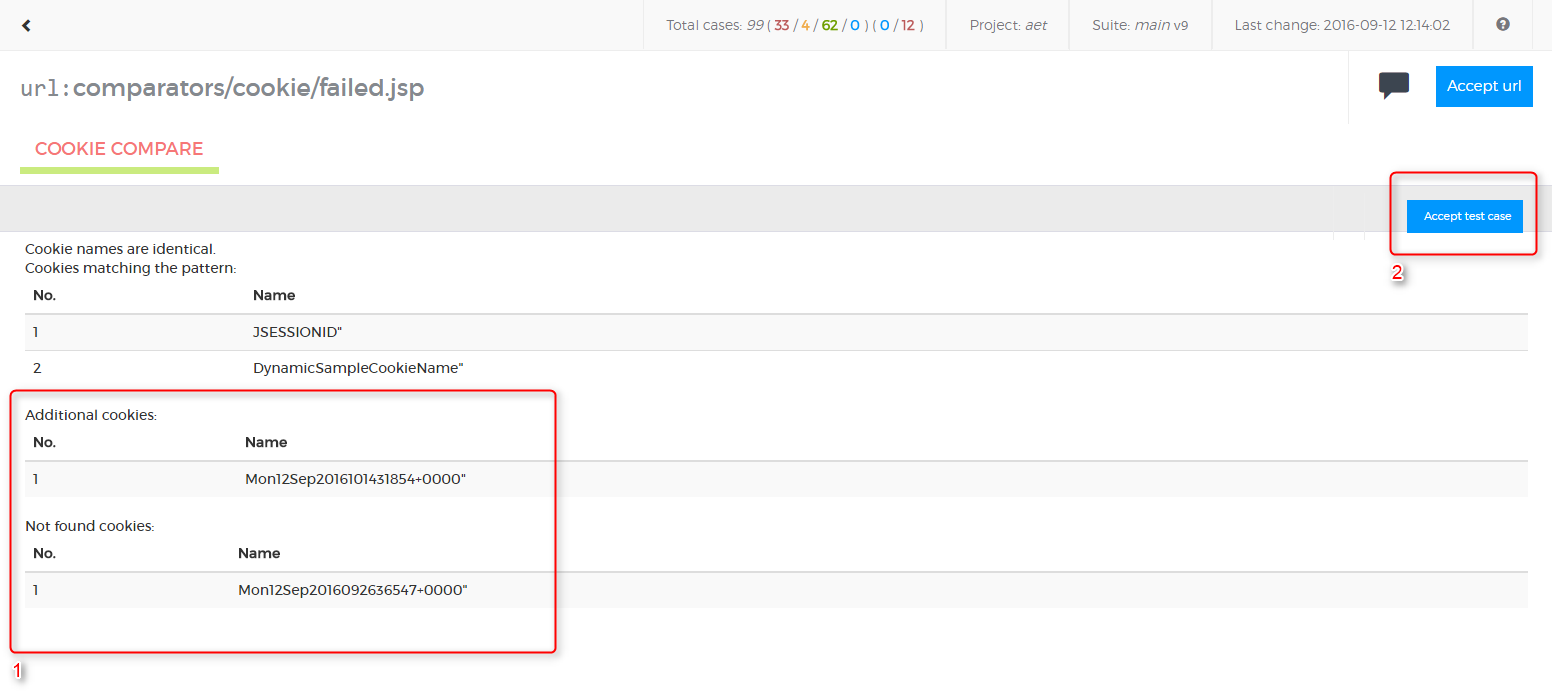 Total cases: 99 ( 33 / 4 / 62 / 0 ) ( 0 / 12 ) Project: aet Suite: main v9 Last change: 2016-09-12 12:14:02 ?
url:comparators/cookie/failed.jsp Accept url
COOKIE COMPARE
Accept test case
2
Cookie names are identical.
Cookies matching the pattern:
No. Name
1 JSESSIONID"
2 DynamicSampleCookieName"
Additional cookies:
No. Name
1 Mon12Sep2016101431854+0000"
Not found cookies:
No. Name
1 Mon12Sep2016092636547+0000"
1